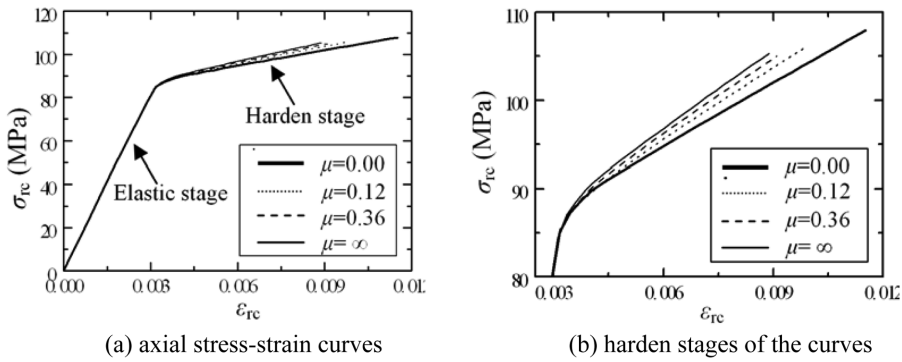 120
100
80
60
40
20
0
σrc (MPa)
Elastic stage
Harden stage
μ=0.00
μ=0.12
μ=0.36
μ= ∞
0.000 0.003 0.006 0.009 0.012
εrc
(a) axial stress-strain curves
110
100
90
80
σrc (MPa)
μ=0.00
μ=0.12
μ=0.36
μ= ∞
0.003 0.006 0.009 0.012
εrc
(b) harden stages of the curves